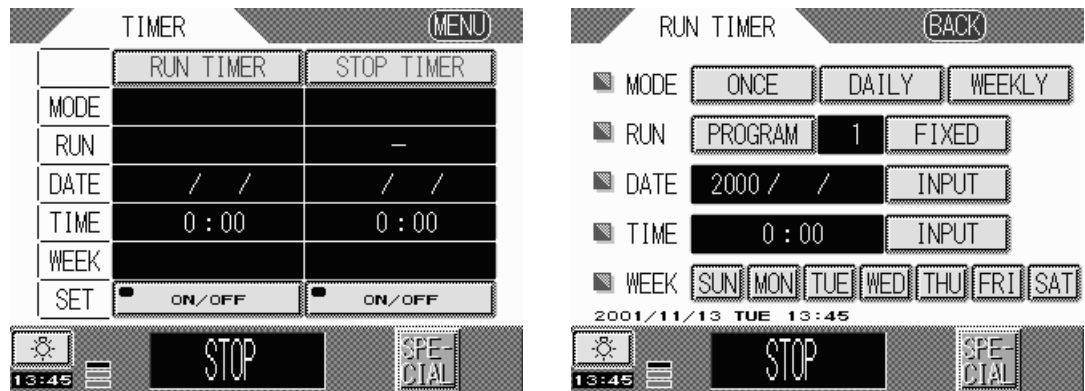 TIMER (MENU)
RUN TIMER STOP TIMER
MODE
RUN –
DATE / / / /
TIME 0:00 0:00
WEEK
SET ON/OFF ON/OFF
13:45 STOP SPE-
CIAL
RUN TIMER (BACK)
MODE ONCE DAILY WEEKLY
RUN PROGRAM 1 FIXED
DATE 2000 / / INPUT
TIME 0:00 INPUT
WEEK SUN MON TUE WED THU FRI SAT
2001/11/13 TUE 13:45
13:45 STOP SPE-
CIAL